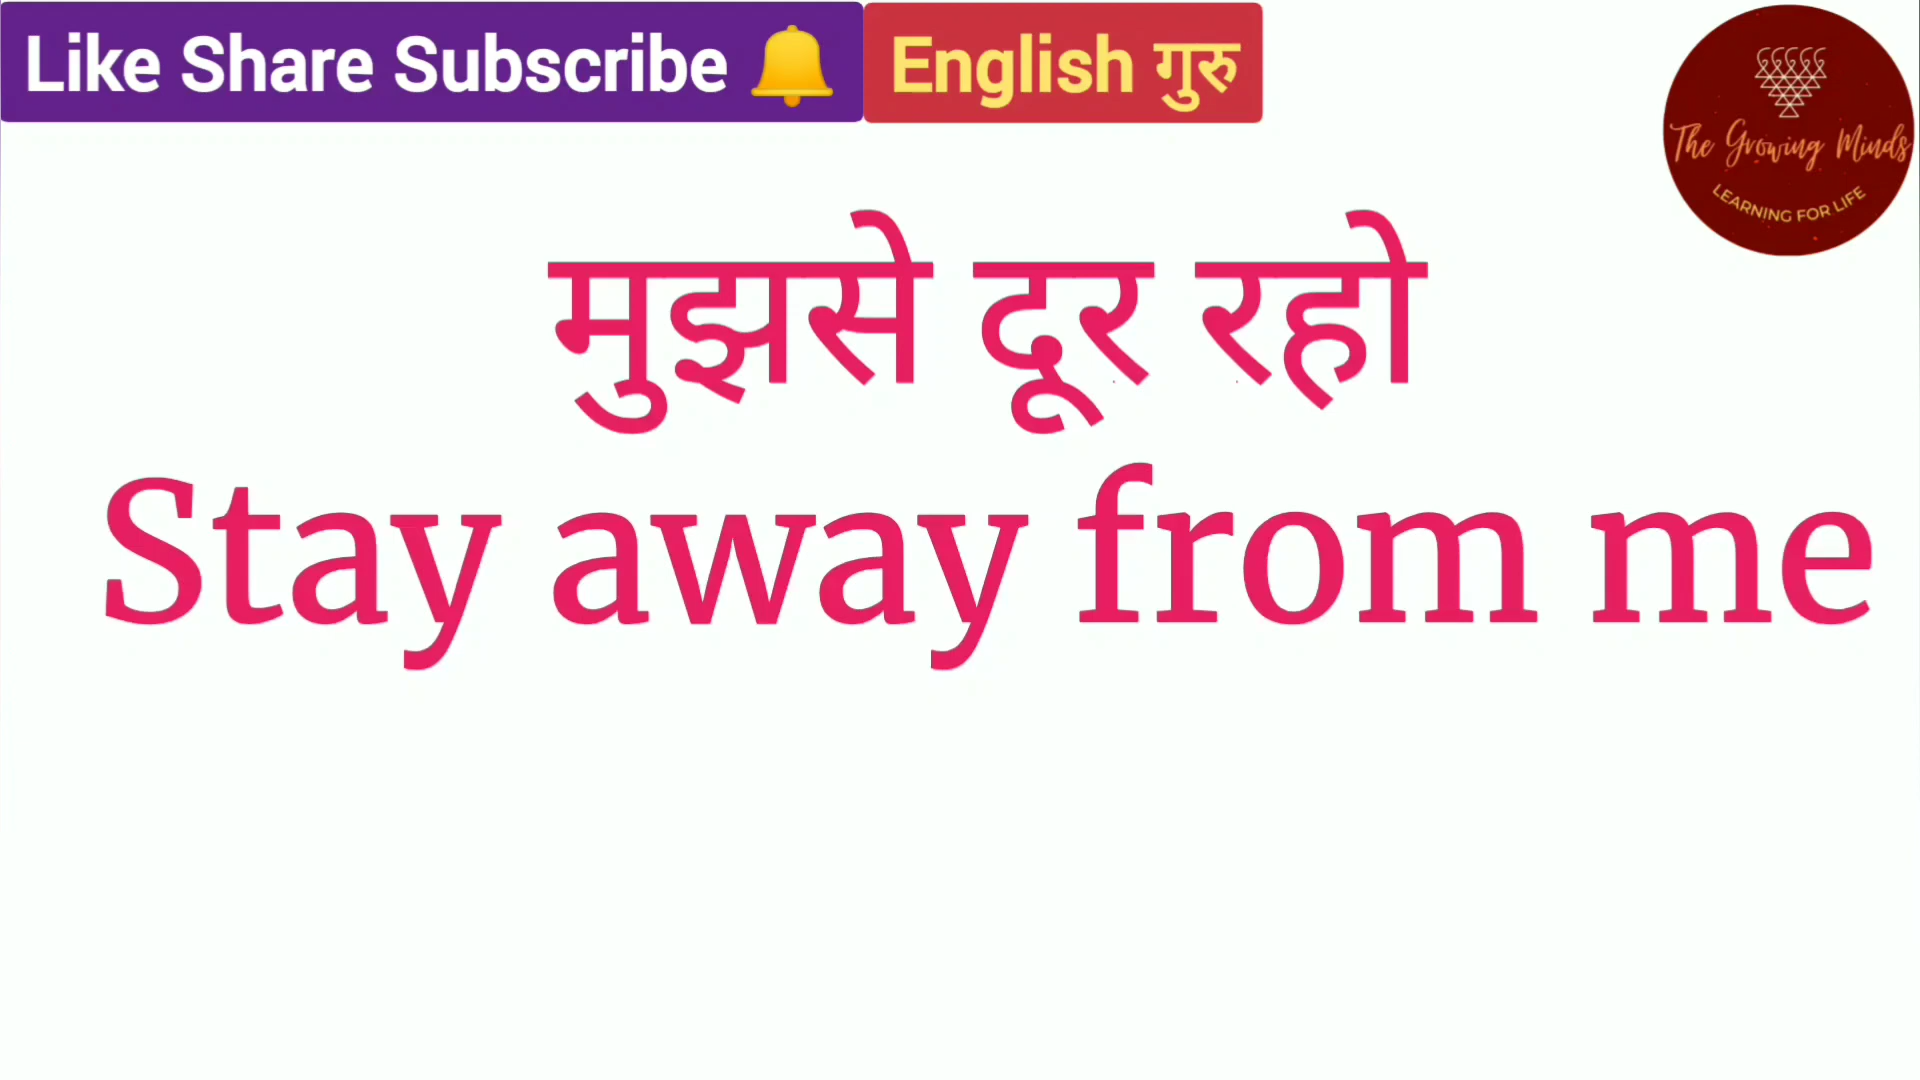 Like Share Subscribe 🔔 English गुरु
The Growing Minds
LEARNING FOR LIFE
मुझसे दूर रहो
Stay away from me